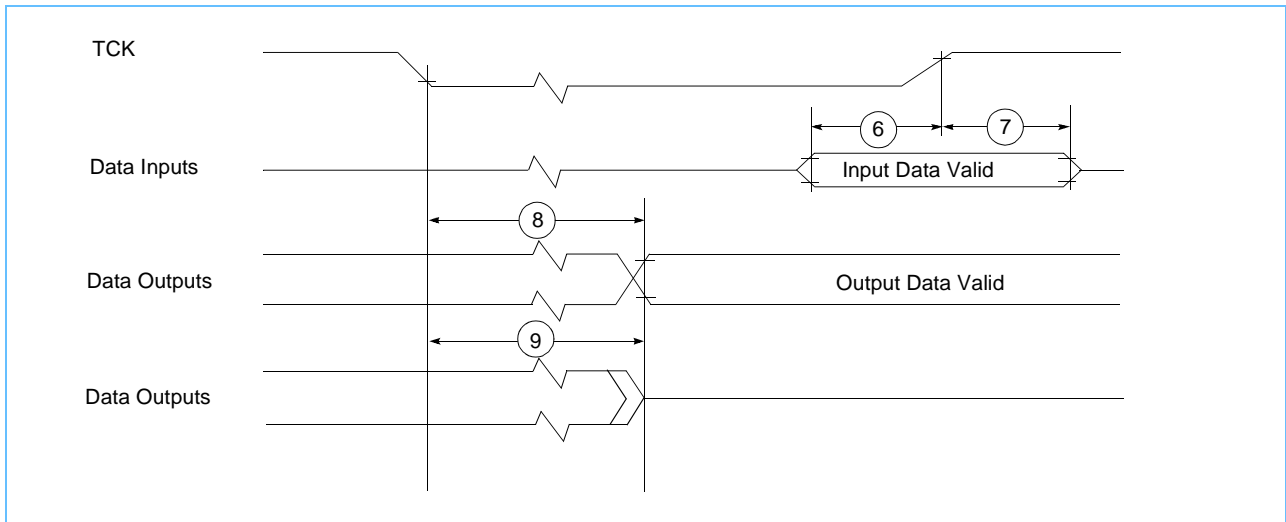 TCK
6
7
Data Inputs
Input Data Valid
8
Data Outputs
Output Data Valid
9
Data Outputs